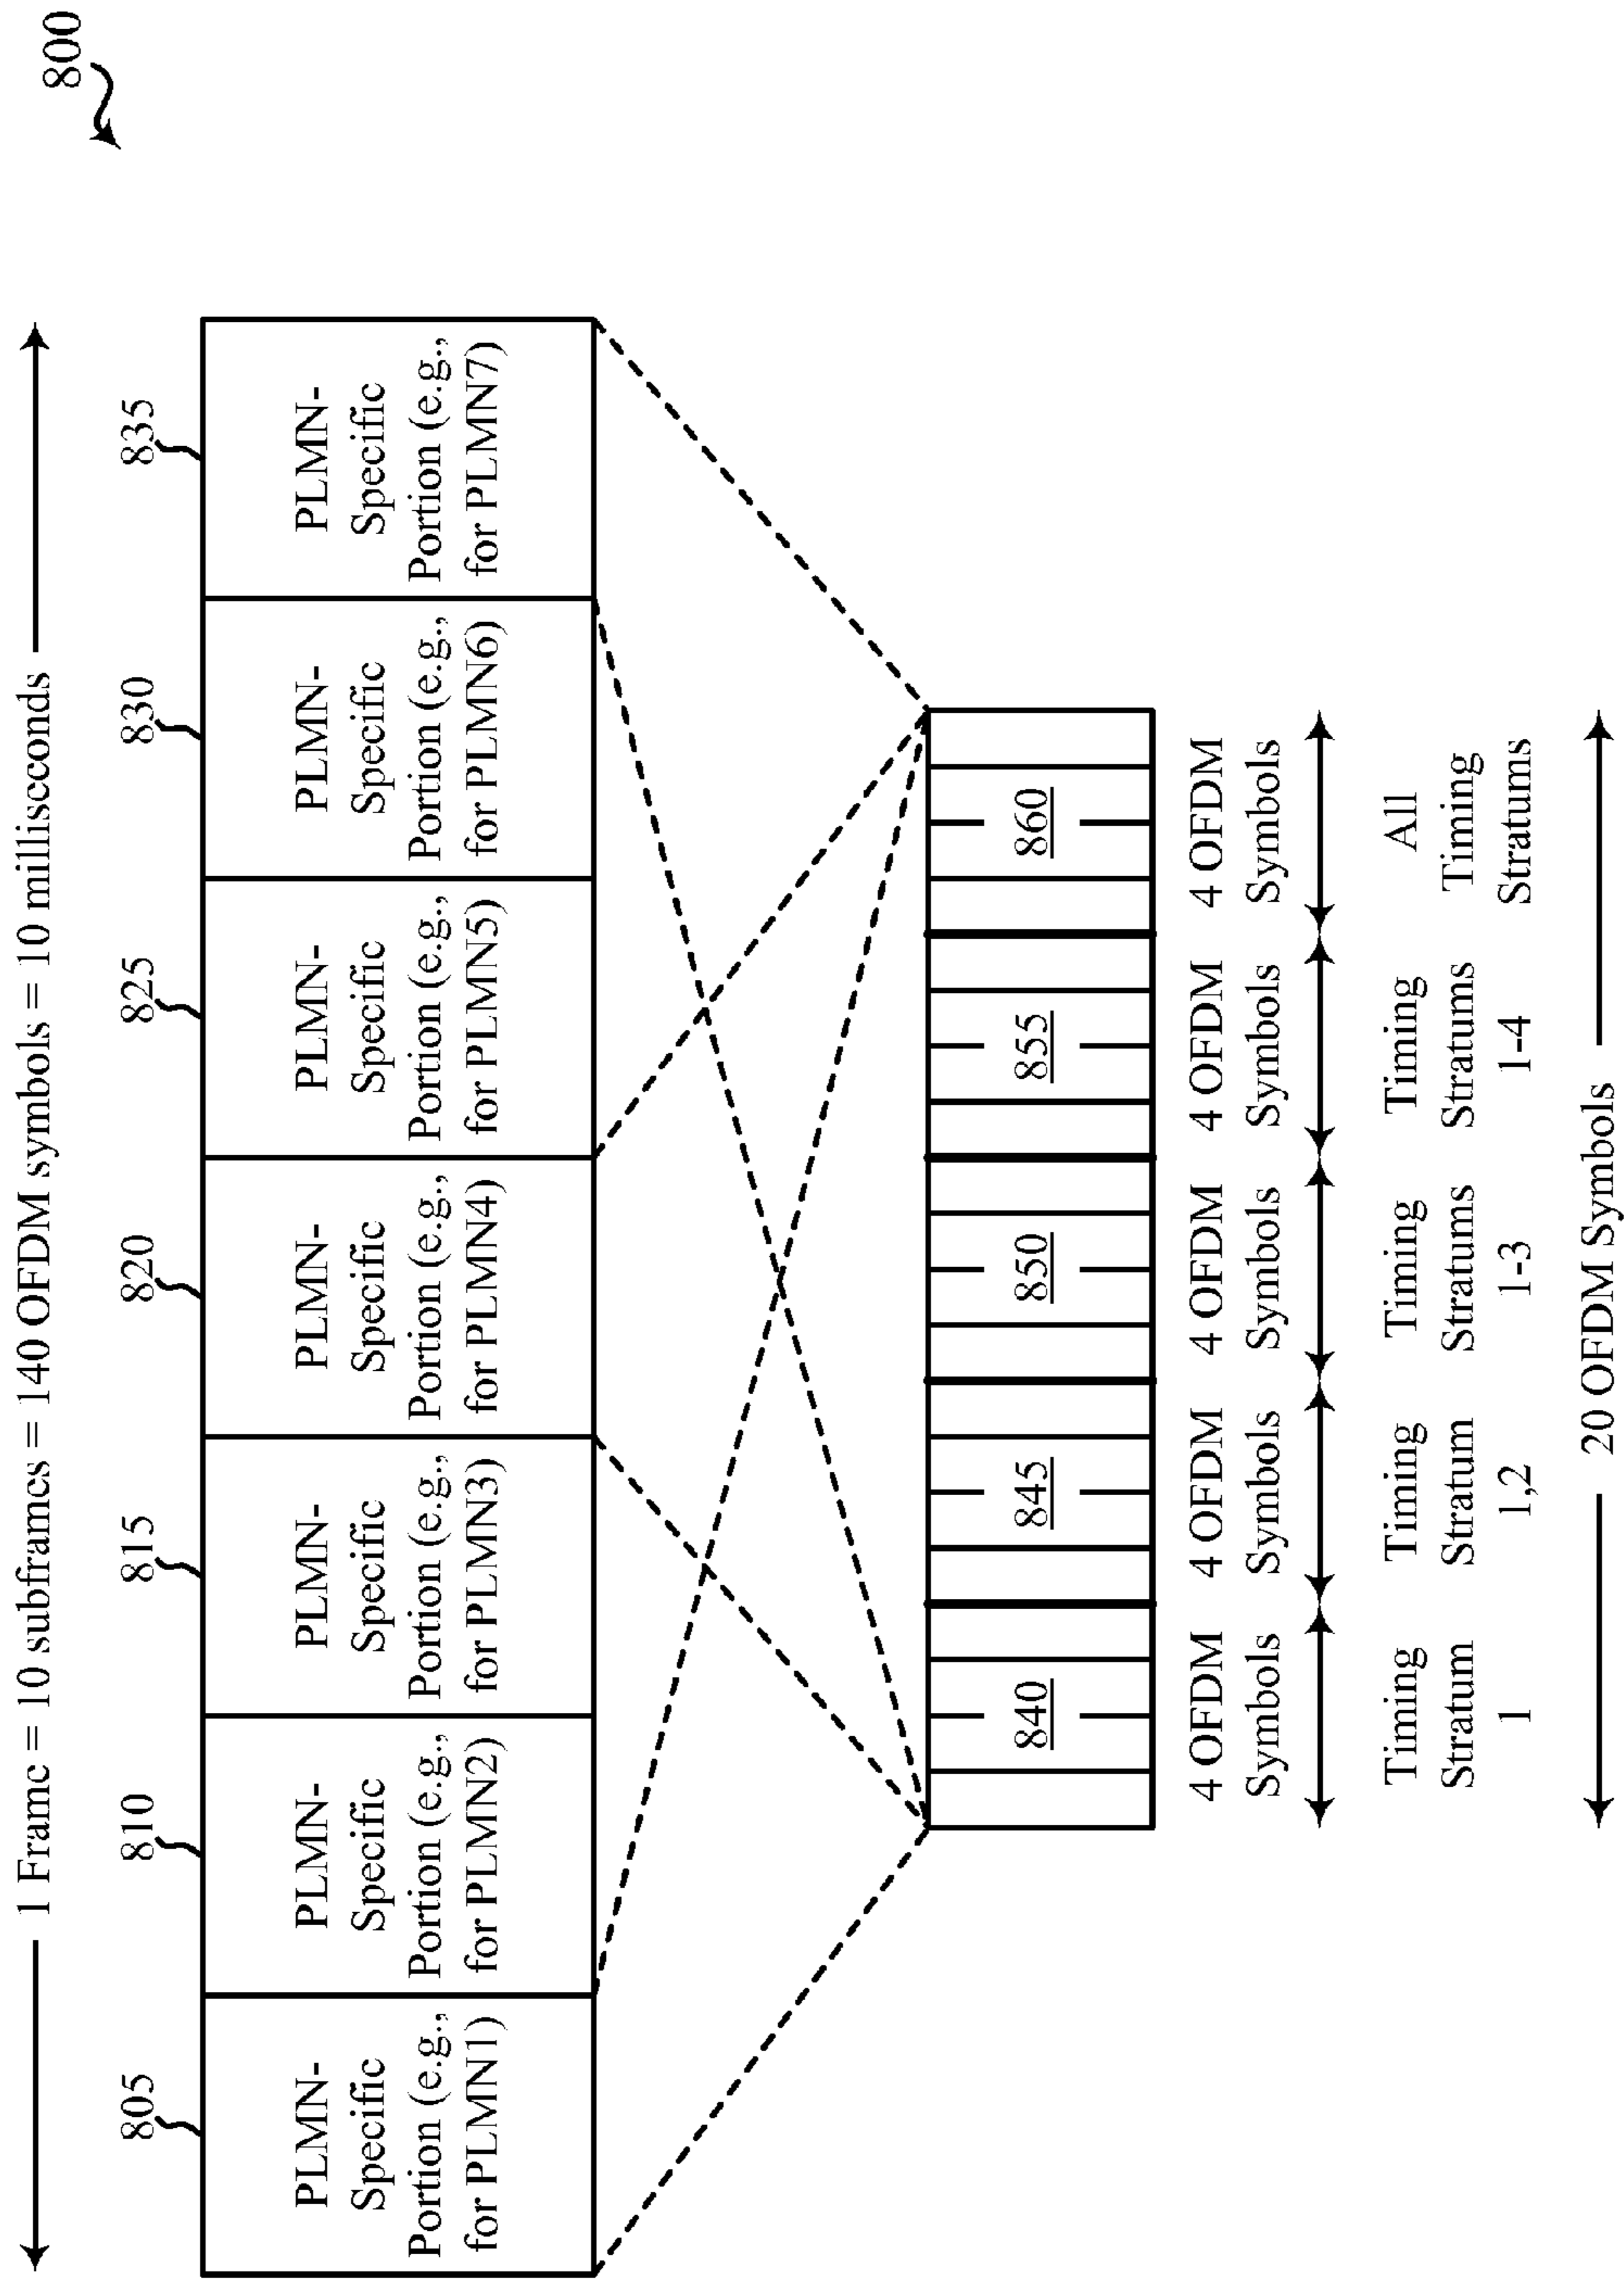 800
1 Frame = 10 subframes = 140 OFDM symbols = 10 milliseconds
805
810
815
820
825
830
835
PLMN-
Specific
Portion (e.g.,
for PLMN1)
PLMN-
Specific
Portion (e.g.,
for PLMN2)
PLMN-
Specific
Portion (e.g.,
for PLMN3)
PLMN-
Specific
Portion (e.g.,
for PLMN4)
PLMN-
Specific
Portion (e.g.,
for PLMN5)
PLMN-
Specific
Portion (e.g.,
for PLMN6)
PLMN-
Specific
Portion (e.g.,
for PLMN7)
840
845
850
855
860
4 OFDM
Symbols
4 OFDM
Symbols
4 OFDM
Symbols
4 OFDM
Symbols
4 OFDM
Symbols
Timing
Stratum
1
Timing
Stratum
1,2
Timing
Stratums
1-3
Timing
Stratums
1-4
All
Timing
Stratums
20 OFDM Symbols